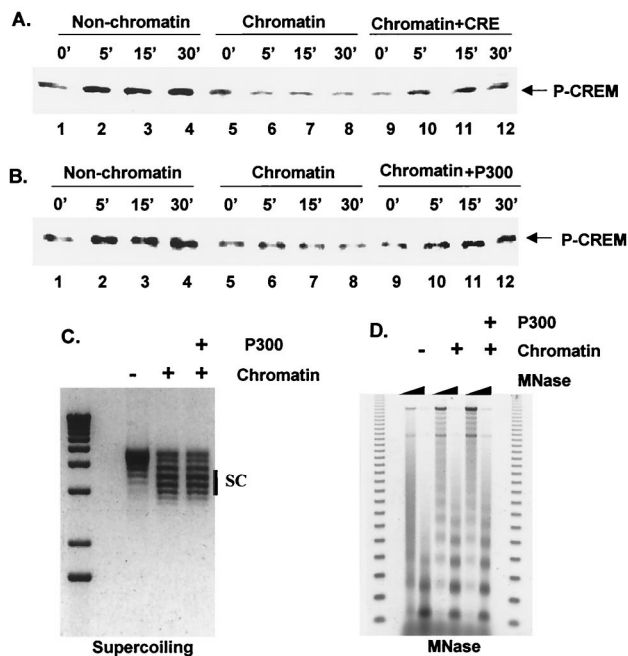 A. Non-chromatin Chromatin Chromatin+CRE
0’ 5’ 15’ 30’ 0’ 5’ 15’ 30’ 0’ 5’ 15’ 30’
P-CREM
1 2 3 4 5 6 7 8 9 10 11 12
B. Non-chromatin Chromatin Chromatin+P300
0’ 5’ 15’ 30’ 0’ 5’ 15’ 30’ 0’ 5’ 15’ 30’
P-CREM
1 2 3 4 5 6 7 8 9 10 11 12
C.
+ P300
- + + Chromatin
SC
Supercoiling
D.
+ P300
- + + Chromatin
MNase
MNase